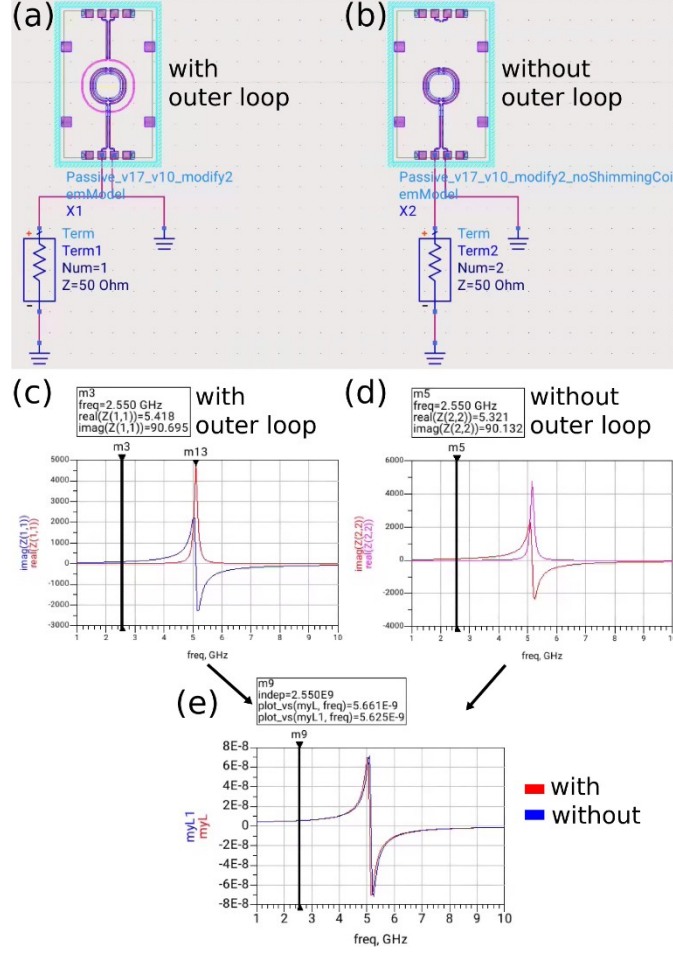 (a)
with
outer loop
Passive_v17_v10_modify2
emModel
X1
+
Term
Term1
Num=1
Z=50 Ohm
-
(b)
without
outer loop
Passive_v17_v10_modify2_noShimmingCoi
emModel
X2
+
Term
Term2
Num=2
Z=50 Ohm
-
(c)
m3
freq=2.550 GHz
real(Z(1,1))=5.418
imag(Z(1,1))=90.695
with
outer loop
m3
m13
imag(Z(1,1))
real(Z(1,1))
5000
4000
3000
2000
1000
0
-1000
-2000
-3000
1 2 3 4 5 6 7 8 9 10
freq, GHz
(d)
m5
freq=2.550 GHz
real(Z(2,2))=5.321
imag(Z(2,2))=90.132
without
outer loop
m5
imag(Z(2,2))
real(Z(2,2))
6000
4000
2000
0
-2000
-4000
1 2 3 4 5 6 7 8 9 10
freq, GHz
(e)
m9
indep=2.550E9
plot_vs(myL, freq)=5.661E-9
plot_vs(myL1, freq)=5.625E-9
m9
myL1
myL
8E-8
6E-8
4E-8
2E-8
0
-2E-8
-4E-8
-6E-8
-8E-8
1 2 3 4 5 6 7 8 9 10
freq, GHz
with
without